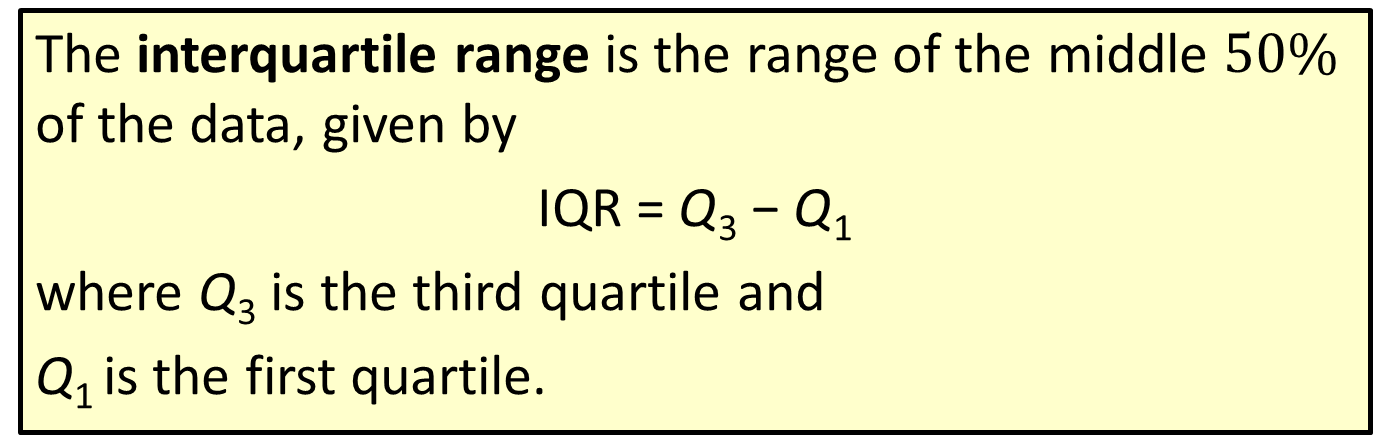 The interquartile range is the range of the middle 50%
of the data, given by
IQR = Q₃ − Q₁
where Q₃ is the third quartile and
Q₁ is the first quartile.